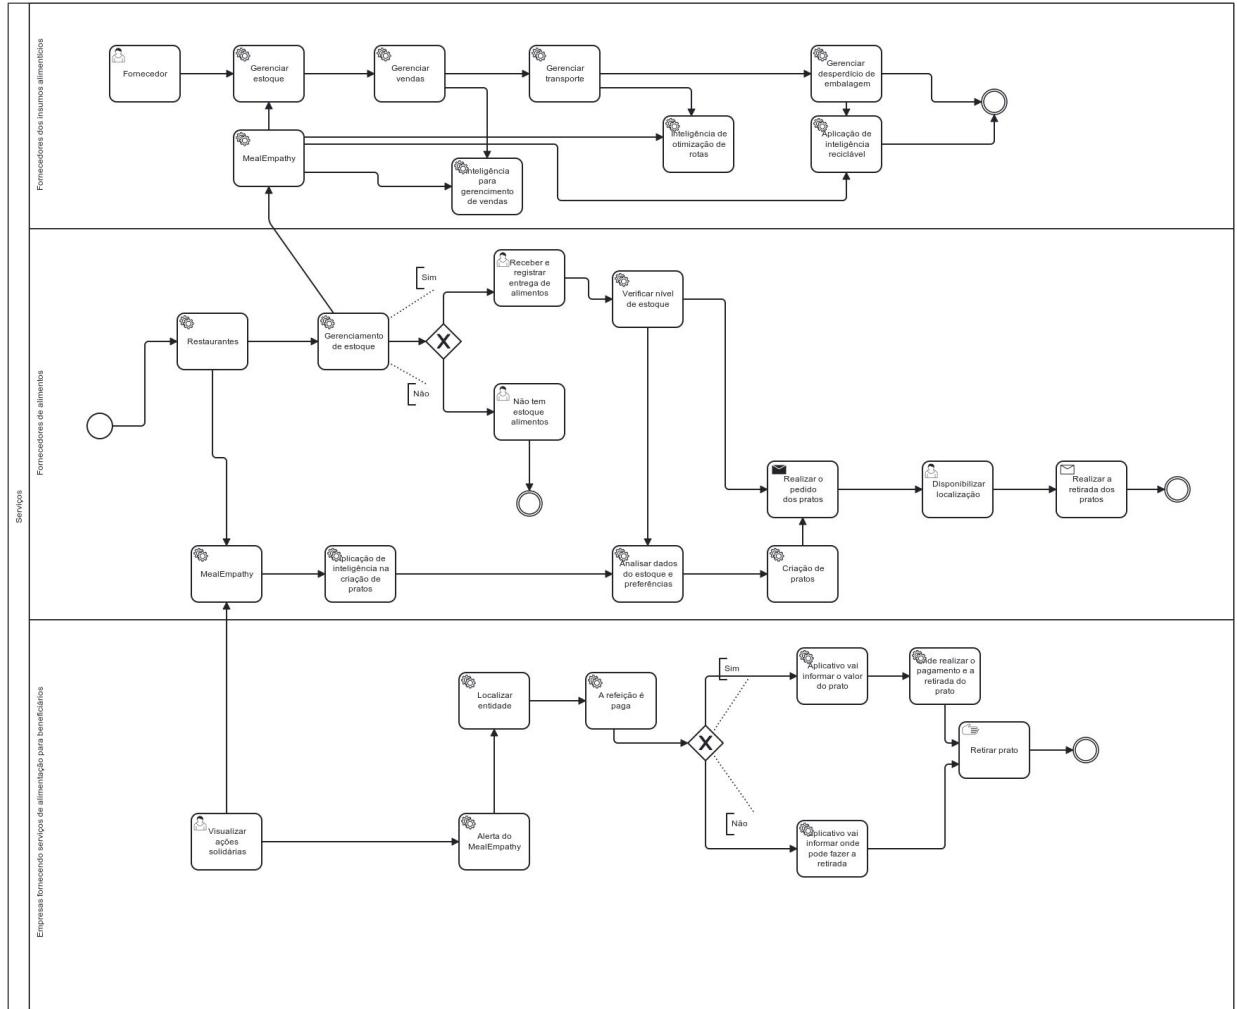 Serviços
Fornecedores dos insumos alimentícios
Fornecedor
Gerenciar
estoque
Gerenciar
vendas
Gerenciar
transporte
Gerenciar
desperdício de
embalagem
MealEmpathy
Inteligência
para
gerencimento
de vendas
Inteligência de
otimização de
rotas
Aplicação de
inteligência
reciclável
Fornecedores de alimentos
Restaurantes
Gerenciamento
de estoque
Sim
Não
Receber e
registrar
entrega de
alimentos
Não tem
estoque
alimentos
Verificar nível
de estoque
MealEmpathy
Aplicação de
inteligência na
criação de
pratos
Analisar dados
do estoque e
preferências
Criação de
pratos
Realizar o
pedido
dos pratos
Disponibilizar
localização
Realizar a
retirada dos
pratos
Empresas fornecendo serviços de alimentação para beneficiários
Visualizar
ações
solidárias
Alerta do
MealEmpathy
Localizar
entidade
A refeição é
paga
Sim
Não
Aplicativo vai
informar o valor
do prato
Onde realizar o
pagamento e a
retirada do
prato
Aplicativo vai
informar onde
pode fazer a
retirada
Retirar prato